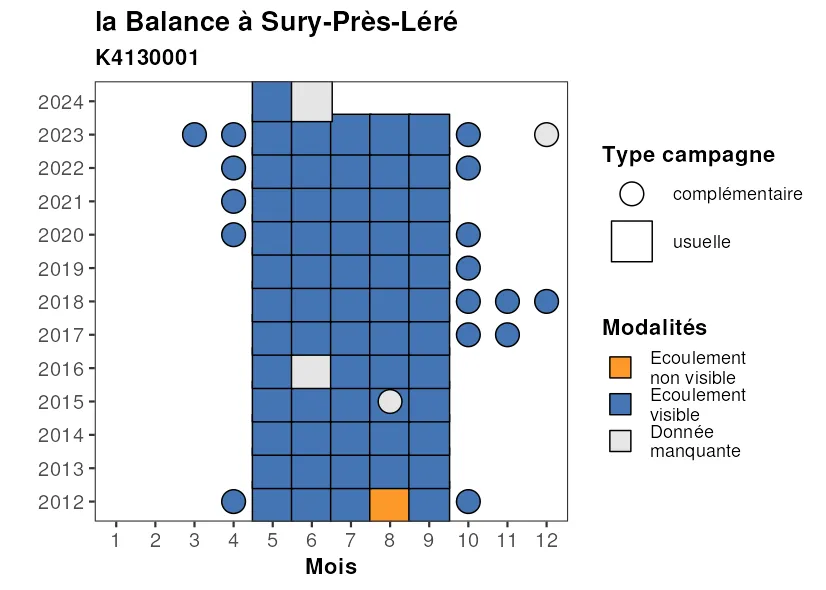 la Balance à Sury-Près-Léré
K4130001
2024
2023
2022
2021
2020
2019
2018
2017
2016
2015
2014
2013
2012
1 2 3 4 5 6 7 8 9 10 11 12
Mois
Type campagne
complémentaire
usuelle
Modalités
Ecoulement
non visible
Ecoulement
visible
Donnée
manquante